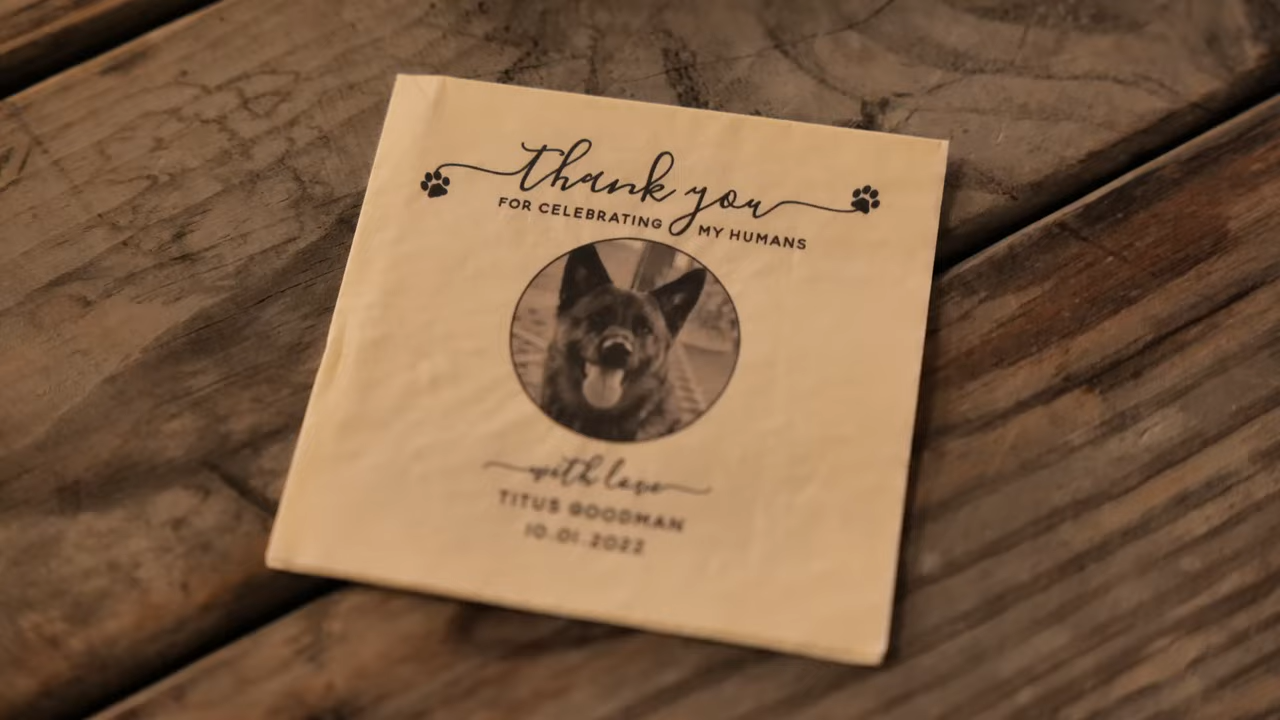 thank you
FOR CELEBRATING MY HUMANS
with love
TITUS GOODMAN
10.01.2022